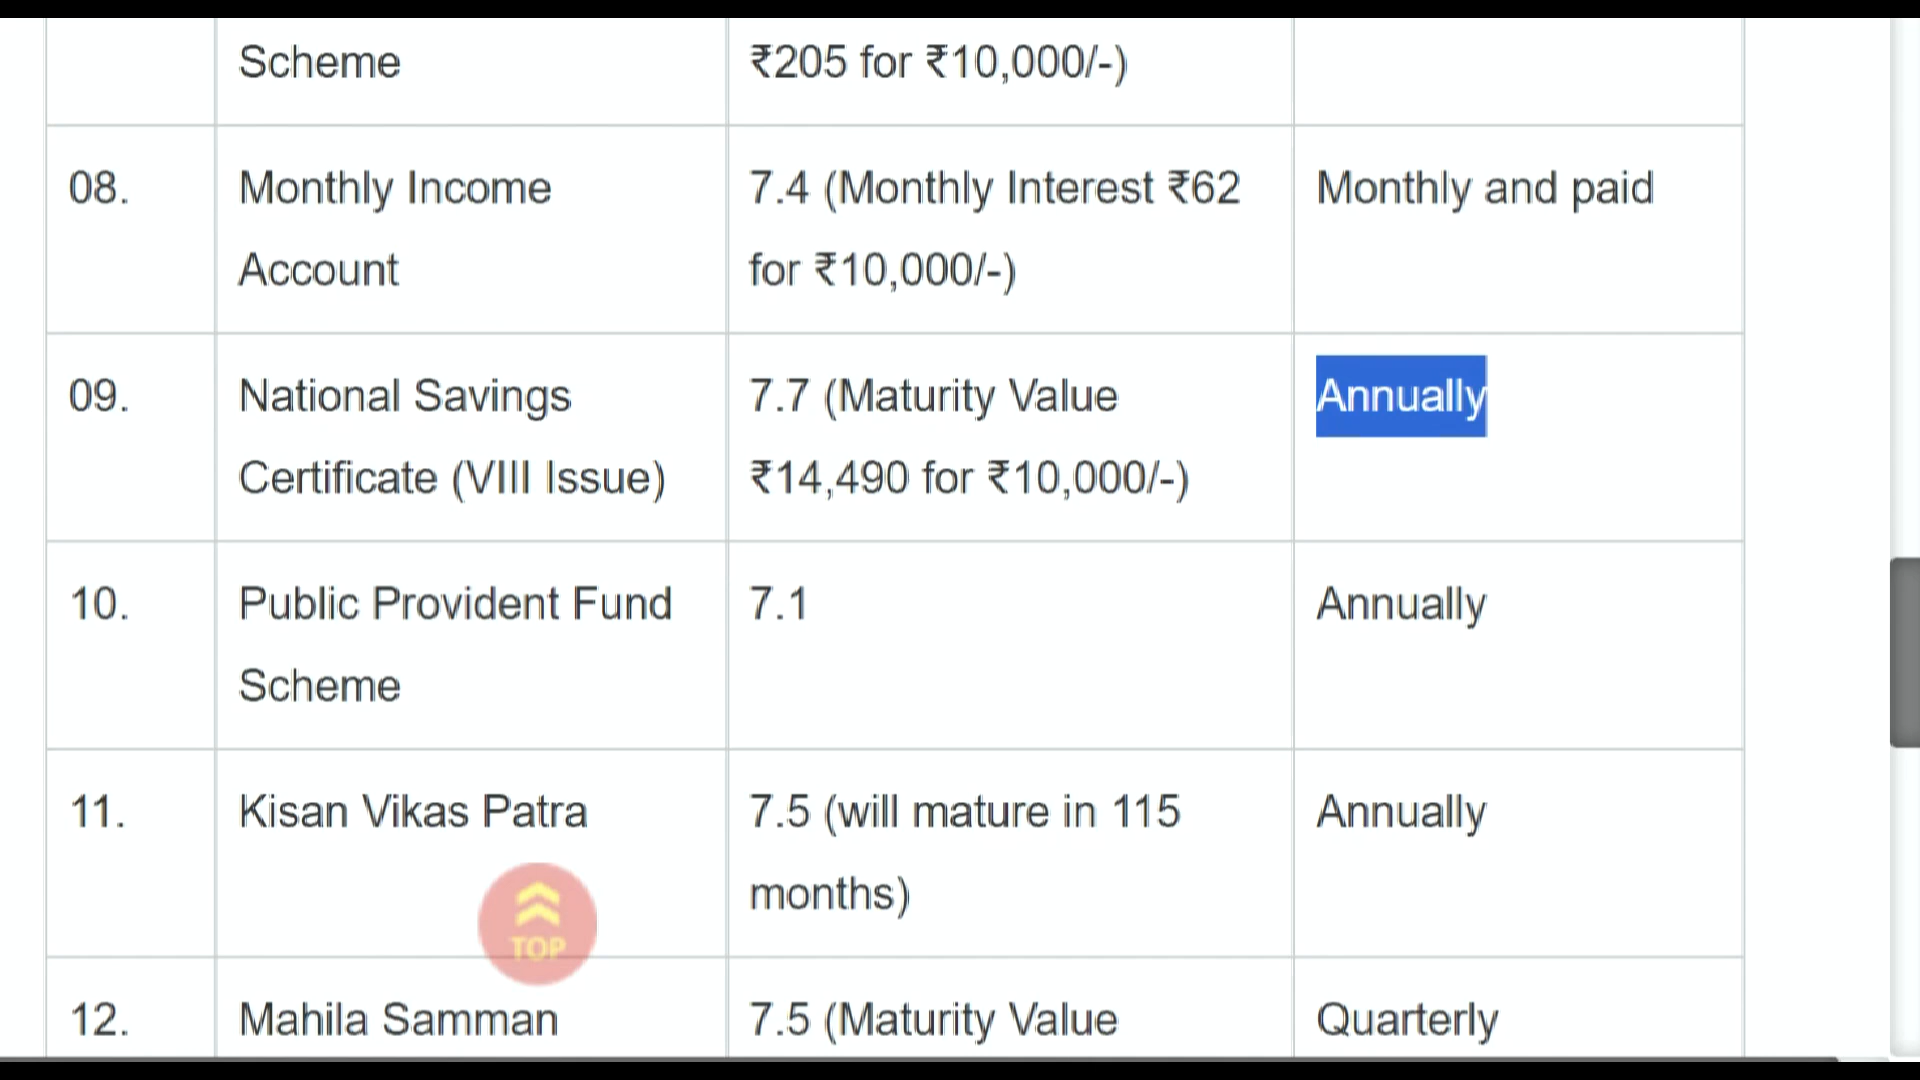 Scheme
₹205 for ₹10,000/-)
08.
Monthly Income
Account
7.4 (Monthly Interest ₹62
for ₹10,000/-)
Monthly and paid
09.
National Savings
Certificate (VIII Issue)
7.7 (Maturity Value
₹14,490 for ₹10,000/-)
Annually
10.
Public Provident Fund
Scheme
7.1
Annually
11.
Kisan Vikas Patra
7.5 (will mature in 115
months)
Annually
TOP
12.
Mahila Samman
7.5 (Maturity Value
Quarterly